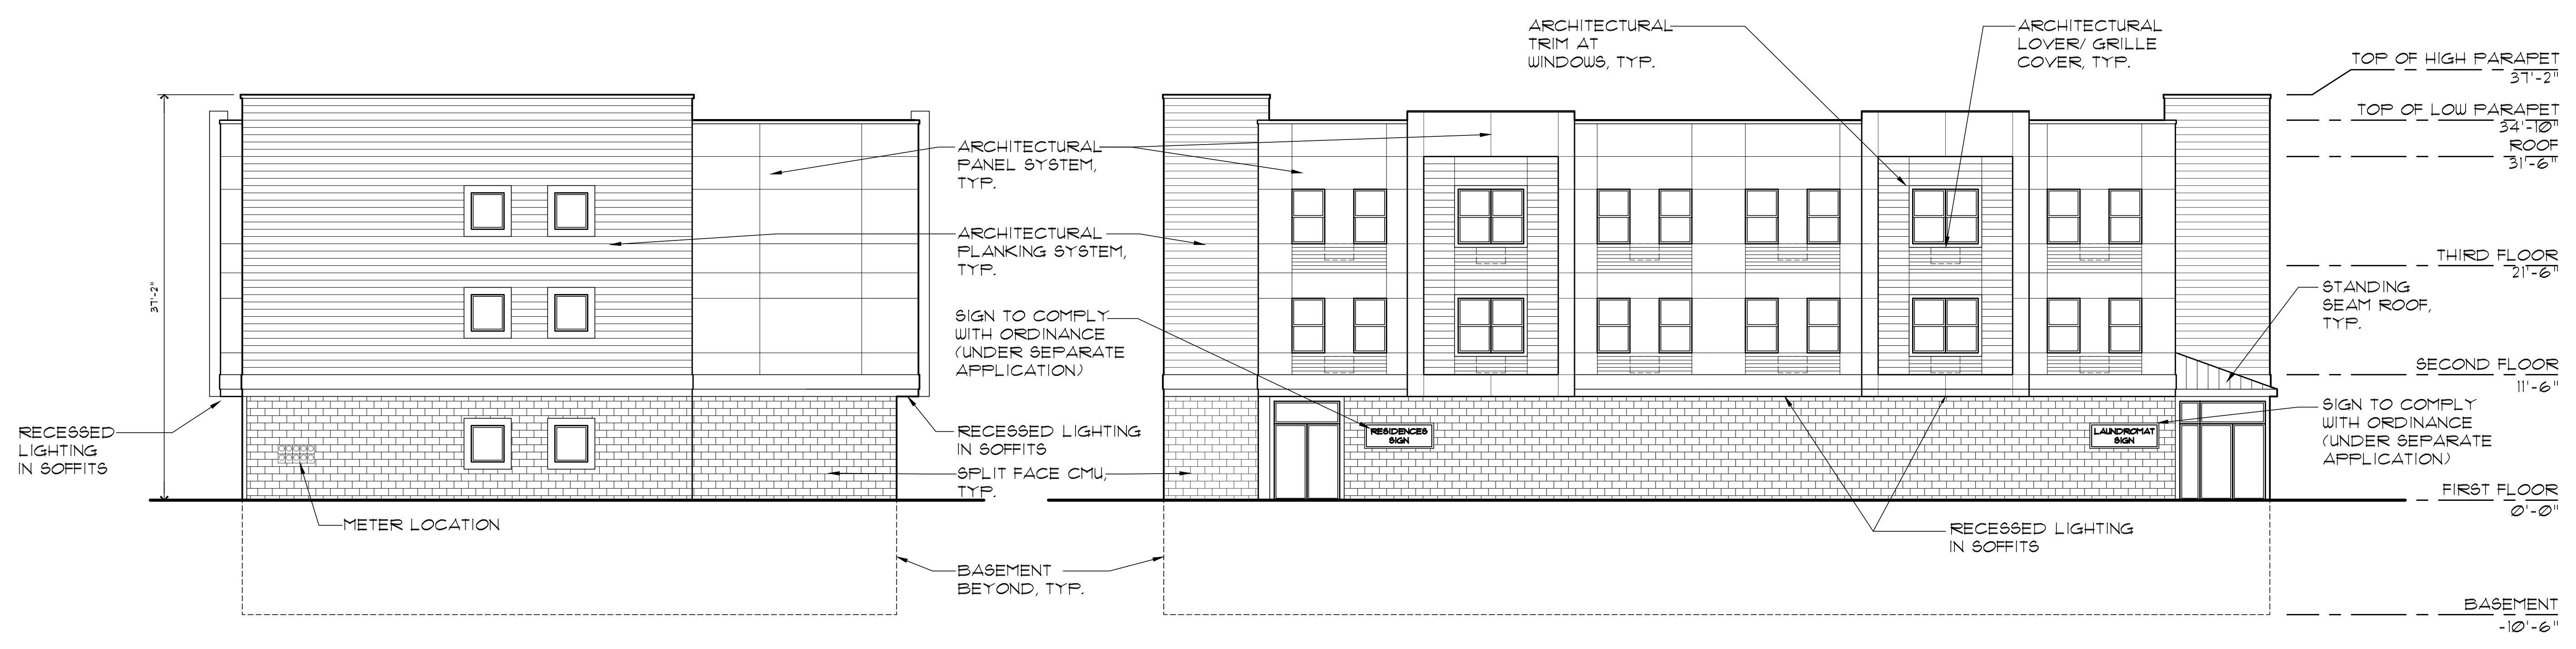 ARCHITECTURAL
TRIM AT
WINDOWS, TYP.
ARCHITECTURAL
LOVER/ GRILLE
COVER, TYP.
TOP OF HIGH PARAPET
37'-2"
TOP OF LOW PARAPET
34'-10"
ROOF
31'-6"
ARCHITECTURAL
PANEL SYSTEM,
TYP.
ARCHITECTURAL
PLANKING SYSTEM,
TYP.
THIRD FLOOR
21'-6"
37'-2"
STANDING
SEAM ROOF,
TYP.
SIGN TO COMPLY
WITH ORDINANCE
(UNDER SEPARATE
APPLICATION)
SECOND FLOOR
11'-6"
SIGN TO COMPLY
WITH ORDINANCE
(UNDER SEPARATE
APPLICATION)
RECESSED
LIGHTING
IN SOFFITS
RECESSED LIGHTING
IN SOFFITS
RESIDENCES
SIGN
LAUNDROMAT
SIGN
SPLIT FACE CMU,
TYP.
FIRST FLOOR
0'-0"
METER LOCATION
RECESSED LIGHTING
IN SOFFITS
BASEMENT
BEYOND, TYP.
BASEMENT
-10'-6"